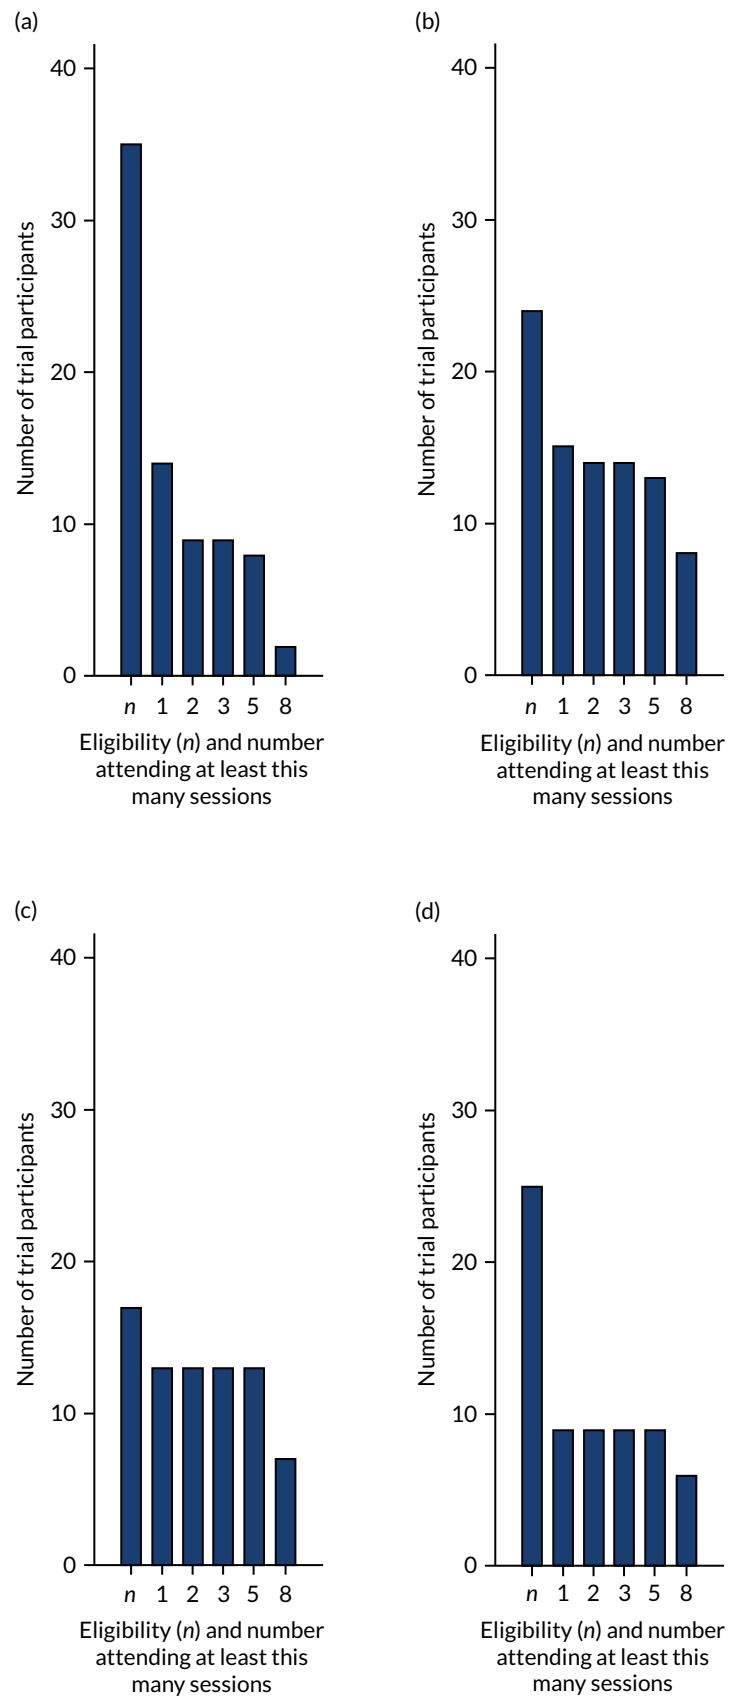 (a)
40
30
20
10
0
Number of trial participants
n 1 2 3 5 8
Eligibility (n) and number
attending at least this
many sessions
(b)
40
30
20
10
0
Number of trial participants
n 1 2 3 5 8
Eligibility (n) and number
attending at least this
many sessions
(c)
40
30
20
10
0
Number of trial participants
n 1 2 3 5 8
Eligibility (n) and number
attending at least this
many sessions
(d)
40
30
20
10
0
Number of trial participants
n 1 2 3 5 8
Eligibility (n) and number
attending at least this
many sessions